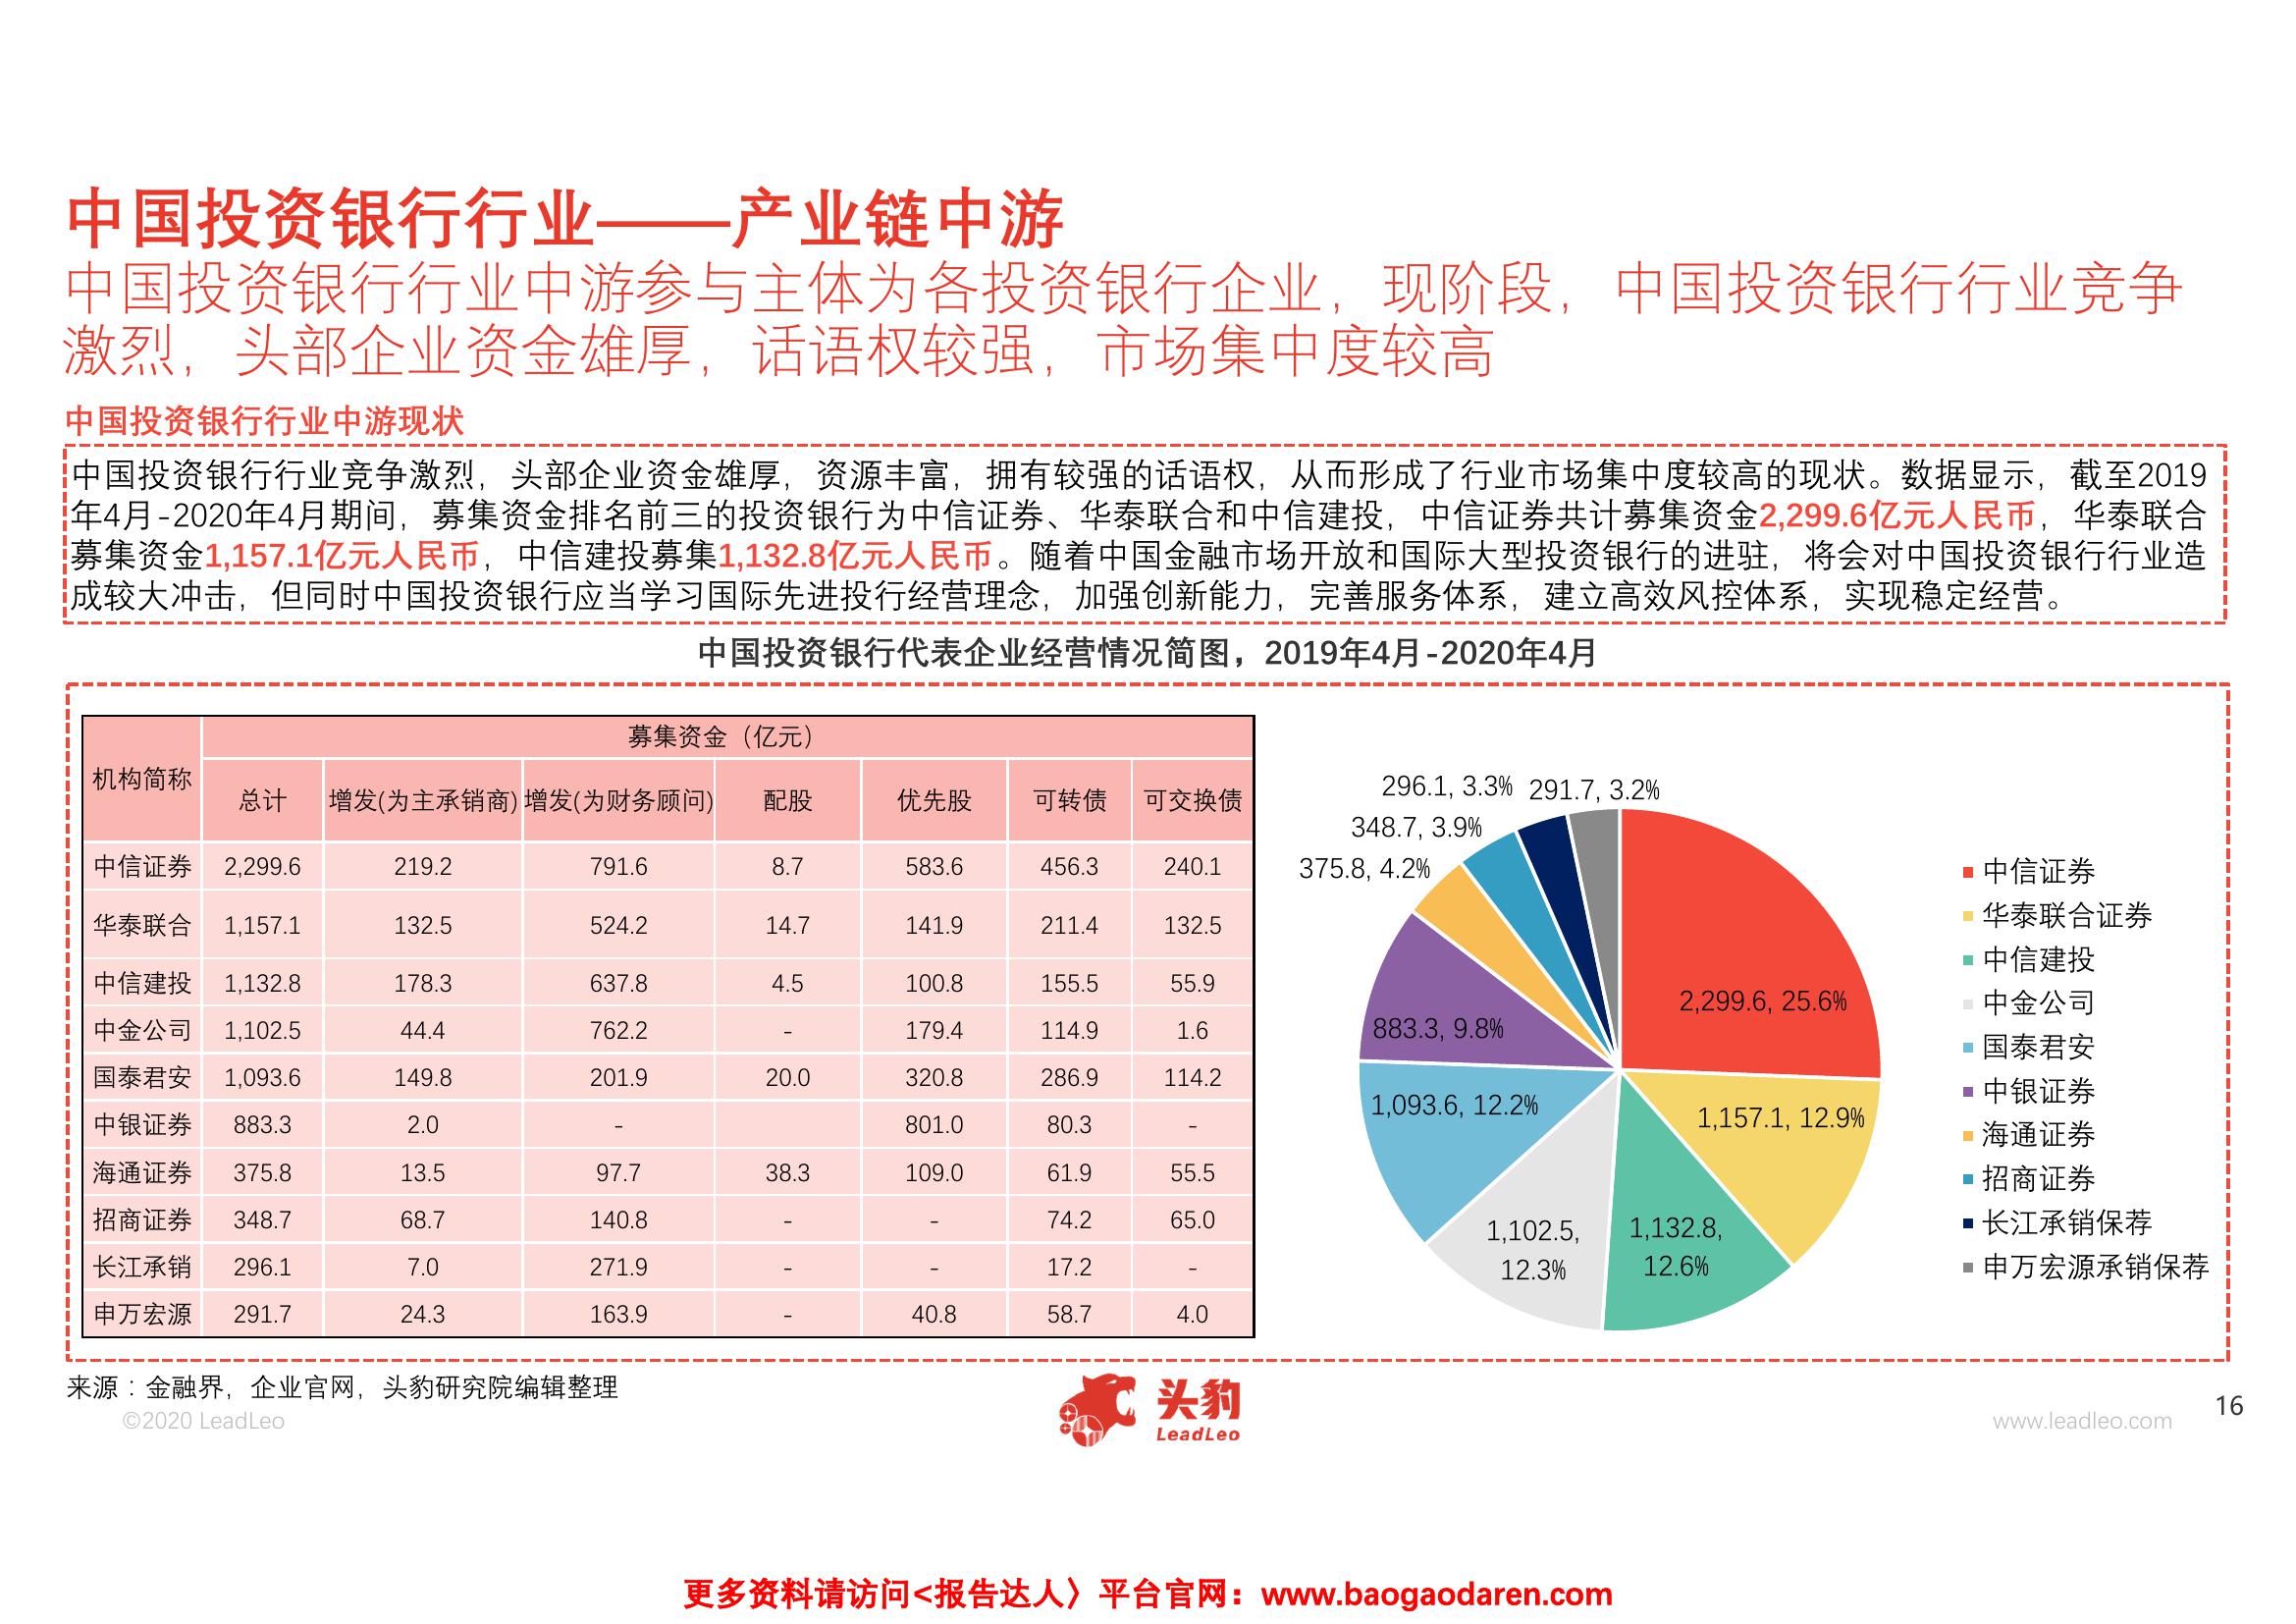 中国投资银行行业——产业链中游
中国投资银行行业中游参与主体为各投资银行企业，现阶段，中国投资银行行业竞争
激烈，头部企业资金雄厚，话语权较强，市场集中度较高
中国投资银行行业中游现状
中国投资银行行业竞争激烈，头部企业资金雄厚，资源丰富，拥有较强的话语权，从而形成了行业市场集中度较高的现状。数据显示，截至2019
年4月-2020年4月期间，募集资金排名前三的投资银行为中信证券、华泰联合和中信建投，中信证券共计募集资金2,299.6亿元人民币，华泰联合
募集资金1,157.1亿元人民币，中信建投募集1,132.8亿元人民币。随着中国金融市场开放和国际大型投资银行的进驻，将会对中国投资银行行业造
成较大冲击，但同时中国投资银行应当学习国际先进投行经营理念，加强创新能力，完善服务体系，建立高效风控体系，实现稳定经营。
中国投资银行代表企业经营情况简图，2019年4月-2020年4月
机构简称 募集资金（亿元）
总计 增发(为主承销商) 增发(为财务顾问) 配股 优先股 可转债 可交换债
中信证券 2,299.6 219.2 791.6 8.7 583.6 456.3 240.1
华泰联合 1,157.1 132.5 524.2 14.7 141.9 211.4 132.5
中信建投 1,132.8 178.3 637.8 4.5 100.8 155.5 55.9
中金公司 1,102.5 44.4 762.2 - 179.4 114.9 1.6
国泰君安 1,093.6 149.8 201.9 20.0 320.8 286.9 114.2
中银证券 883.3 2.0 - 801.0 80.3 -
海通证券 375.8 13.5 97.7 38.3 109.0 61.9 55.5
招商证券 348.7 68.7 140.8 - - 74.2 65.0
长江承销 296.1 7.0 271.9 - - 17.2 -
申万宏源 291.7 24.3 163.9 - 40.8 58.7 4.0
296.1, 3.3% 291.7, 3.2%
348.7, 3.9%
375.8, 4.2%
2,299.6, 25.6%
883.3, 9.8%
1,093.6, 12.2%
1,157.1, 12.9%
1,102.5,
12.3%
1,132.8,
12.6%
中信证券
华泰联合证券
中信建投
中金公司
国泰君安
中银证券
海通证券
招商证券
长江承销保荐
申万宏源承销保荐
来源：金融界，企业官网，头豹研究院编辑整理
©2020 LeadLeo
头豹
LeadLeo
www.leadleo.com
16
更多资料请访问<报告达人〉平台官网：www.baogaodaren.com